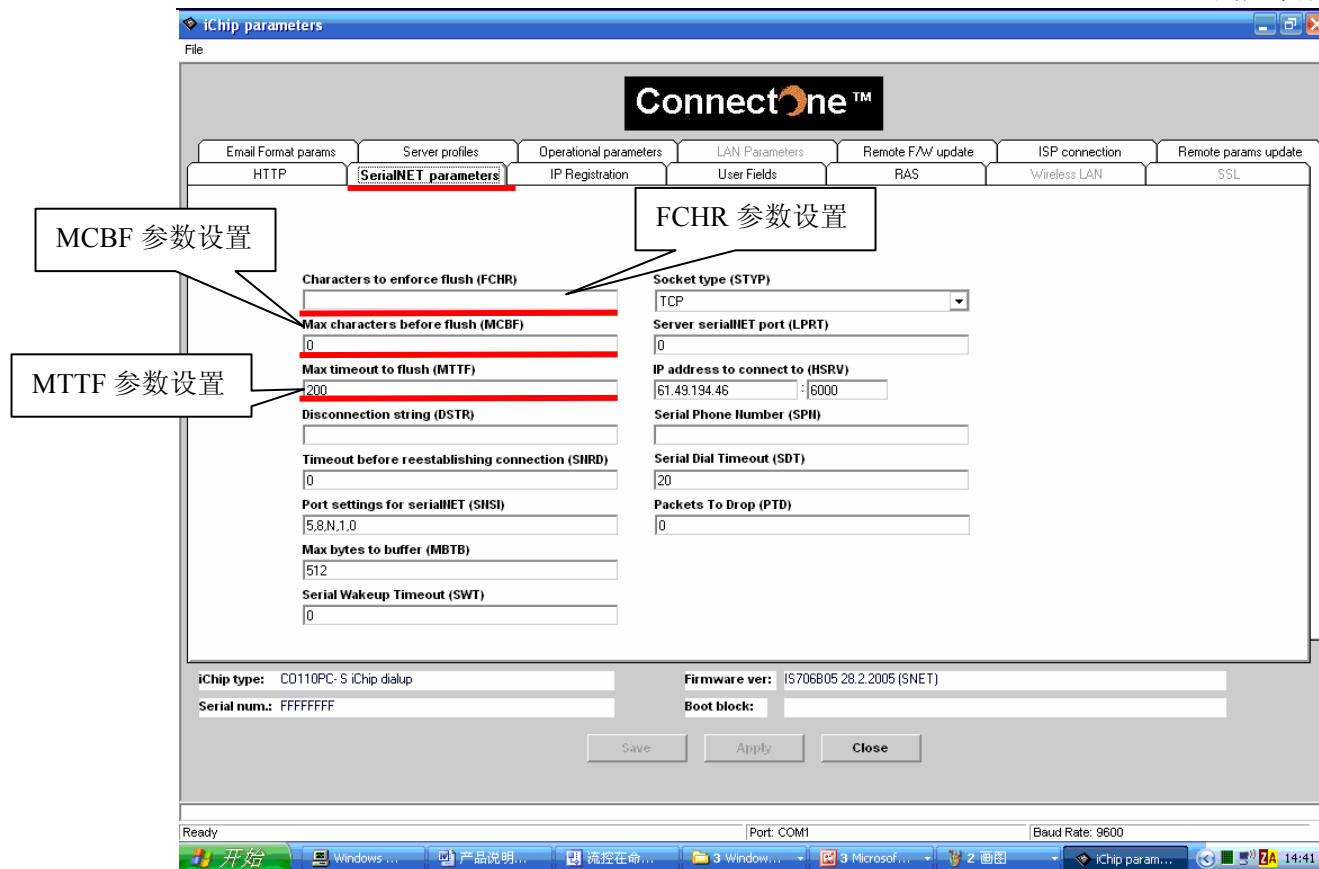 iChip parameters
File
ConnectOne™
Email Format params Server profiles Operational parameters LAN Parameters Remote F/W update ISP connection Remote params update
HTTP SerialNET parameters IP Registration User Fields RAS Wireless LAN SSL
MCBF 参数设置
FCHR 参数设置
MTTF 参数设置
Characters to enforce flush (FCHR)
Max characters before flush (MCBF)
0
Max timeout to flush (MTTF)
200
Disconnection string (DSTR)
Timeout before reestablishing connection (SNRD)
0
Port settings for serialNET (SNSI)
5,8,N,1,0
Max bytes to buffer (MBTB)
512
Serial Wakeup Timeout (SWT)
0
Socket type (STYP)
TCP
Server serialNET port (LPRT)
0
IP address to connect to (HSRV)
61.49.194.46 : 6000
Serial Phone Number (SPN)
Serial Dial Timeout (SDT)
20
Packets To Drop (PTD)
0
iChip type: CO110PC- S iChip dialup
Firmware ver: IS706B05 28.2.2005 (SNET)
Serial num.: FFFFFFFF
Boot block:
Save Apply Close
Ready Port: COM1 Baud Rate: 9600
开始 Windows ... 产品说明... 流控在命... 3 Window... 3 Microsof... 2 画图 iChip param... ZA 14:41